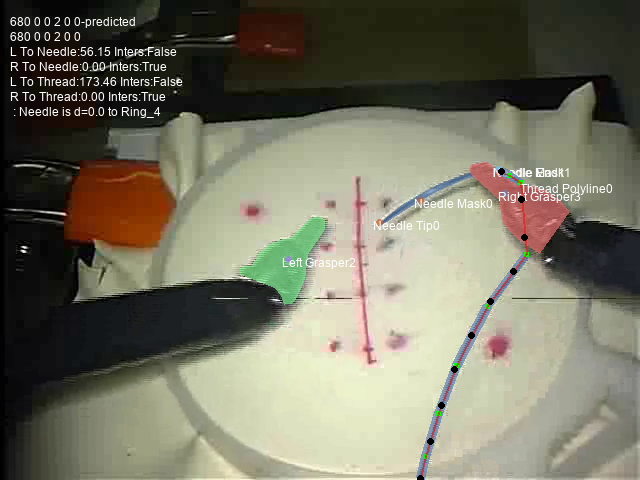 680 0 0 2 0 0-predicted
680 0 0 2 0 0
L To Needle:56.15 Inters:False
R To Needle:0.00 Inters:True
L To Thread:173.46 Inters:False
R To Thread:0.00 Inters:True
: Needle is d=0.0 to Ring_4
Thread Polyline0
Right Grasper3
Needle Mask0
Needle Tip0
Left Grasper2